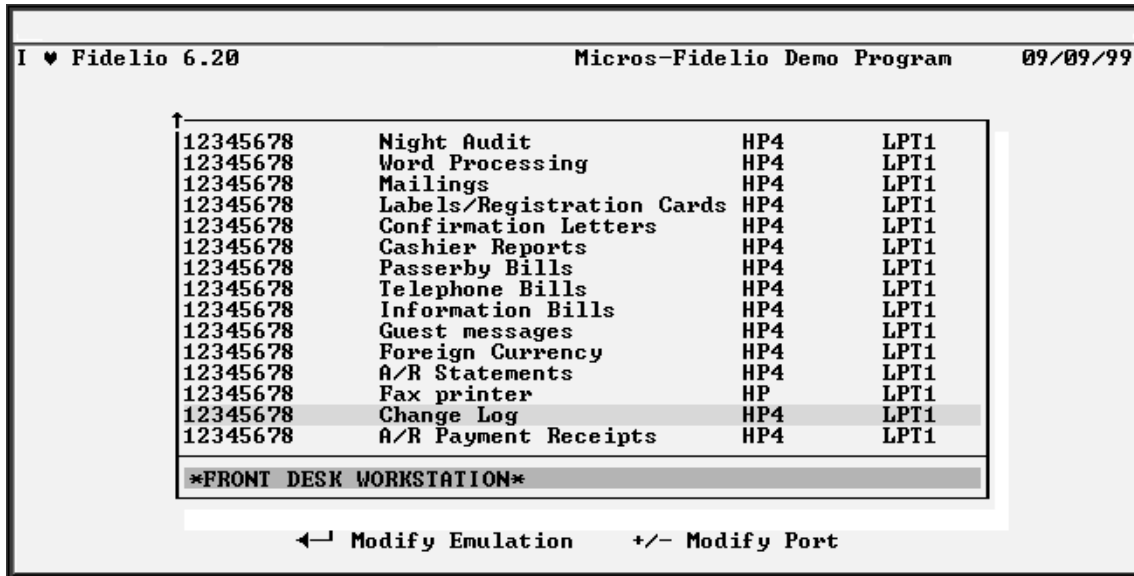 I ♥ Fidelio 6.20 Micros-Fidelio Demo Program 09/09/99
12345678 Night Audit HP4 LPT1
12345678 Word Processing HP4 LPT1
12345678 Mailings HP4 LPT1
12345678 Labels/Registration Cards HP4 LPT1
12345678 Confirmation Letters HP4 LPT1
12345678 Cashier Reports HP4 LPT1
12345678 Passerby Bills HP4 LPT1
12345678 Telephone Bills HP4 LPT1
12345678 Information Bills HP4 LPT1
12345678 Guest messages HP4 LPT1
12345678 Foreign Currency HP4 LPT1
12345678 A/R Statements HP4 LPT1
12345678 Fax printer HP LPT1
12345678 Change Log HP4 LPT1
12345678 A/R Payment Receipts HP4 LPT1
*FRONT DESK WORKSTATION*
◄─┘ Modify Emulation +/- Modify Port